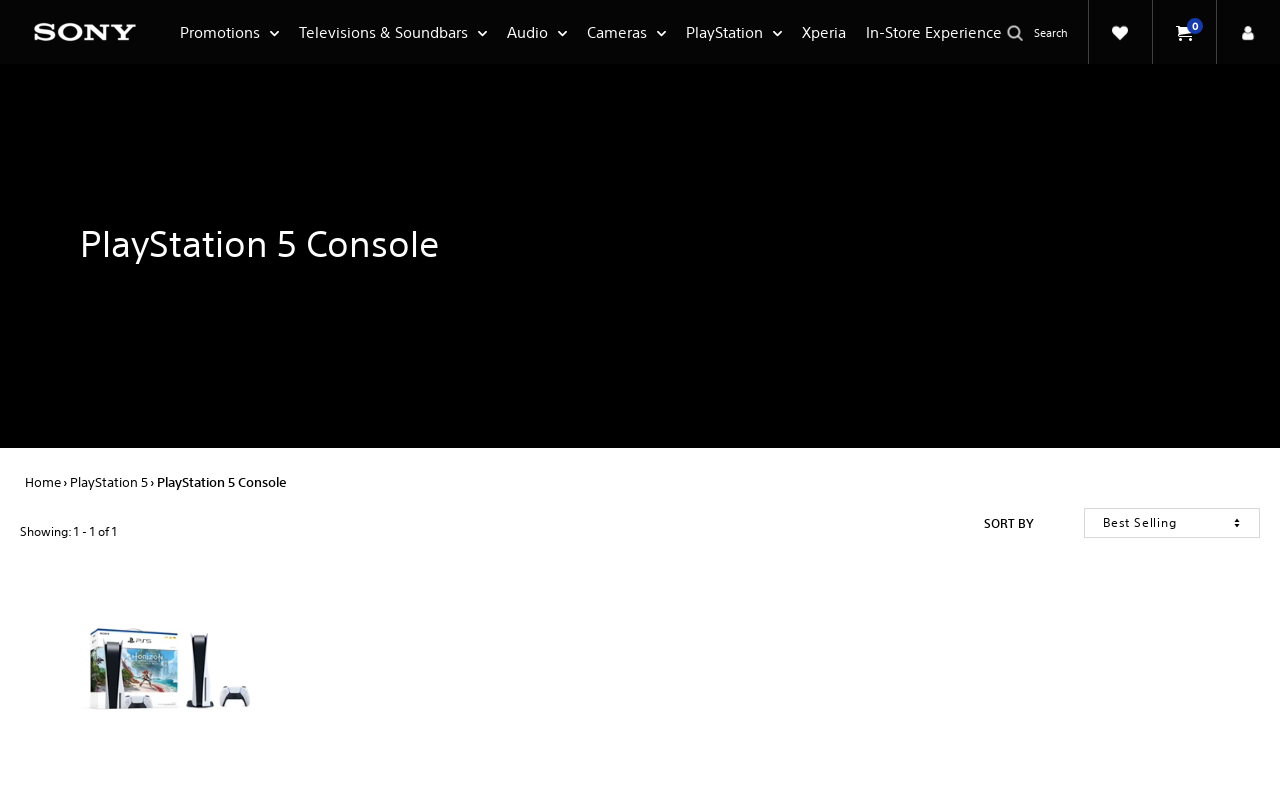 SONY
Promotions
Televisions & Soundbars
Audio
Cameras
PlayStation
Xperia
In-Store Experience
Search
0
PlayStation 5 Console
Home › PlayStation 5 › PlayStation 5 Console
Showing: 1 - 1 of 1
SORT BY
Best Selling
SONY
PS5
HORIZON